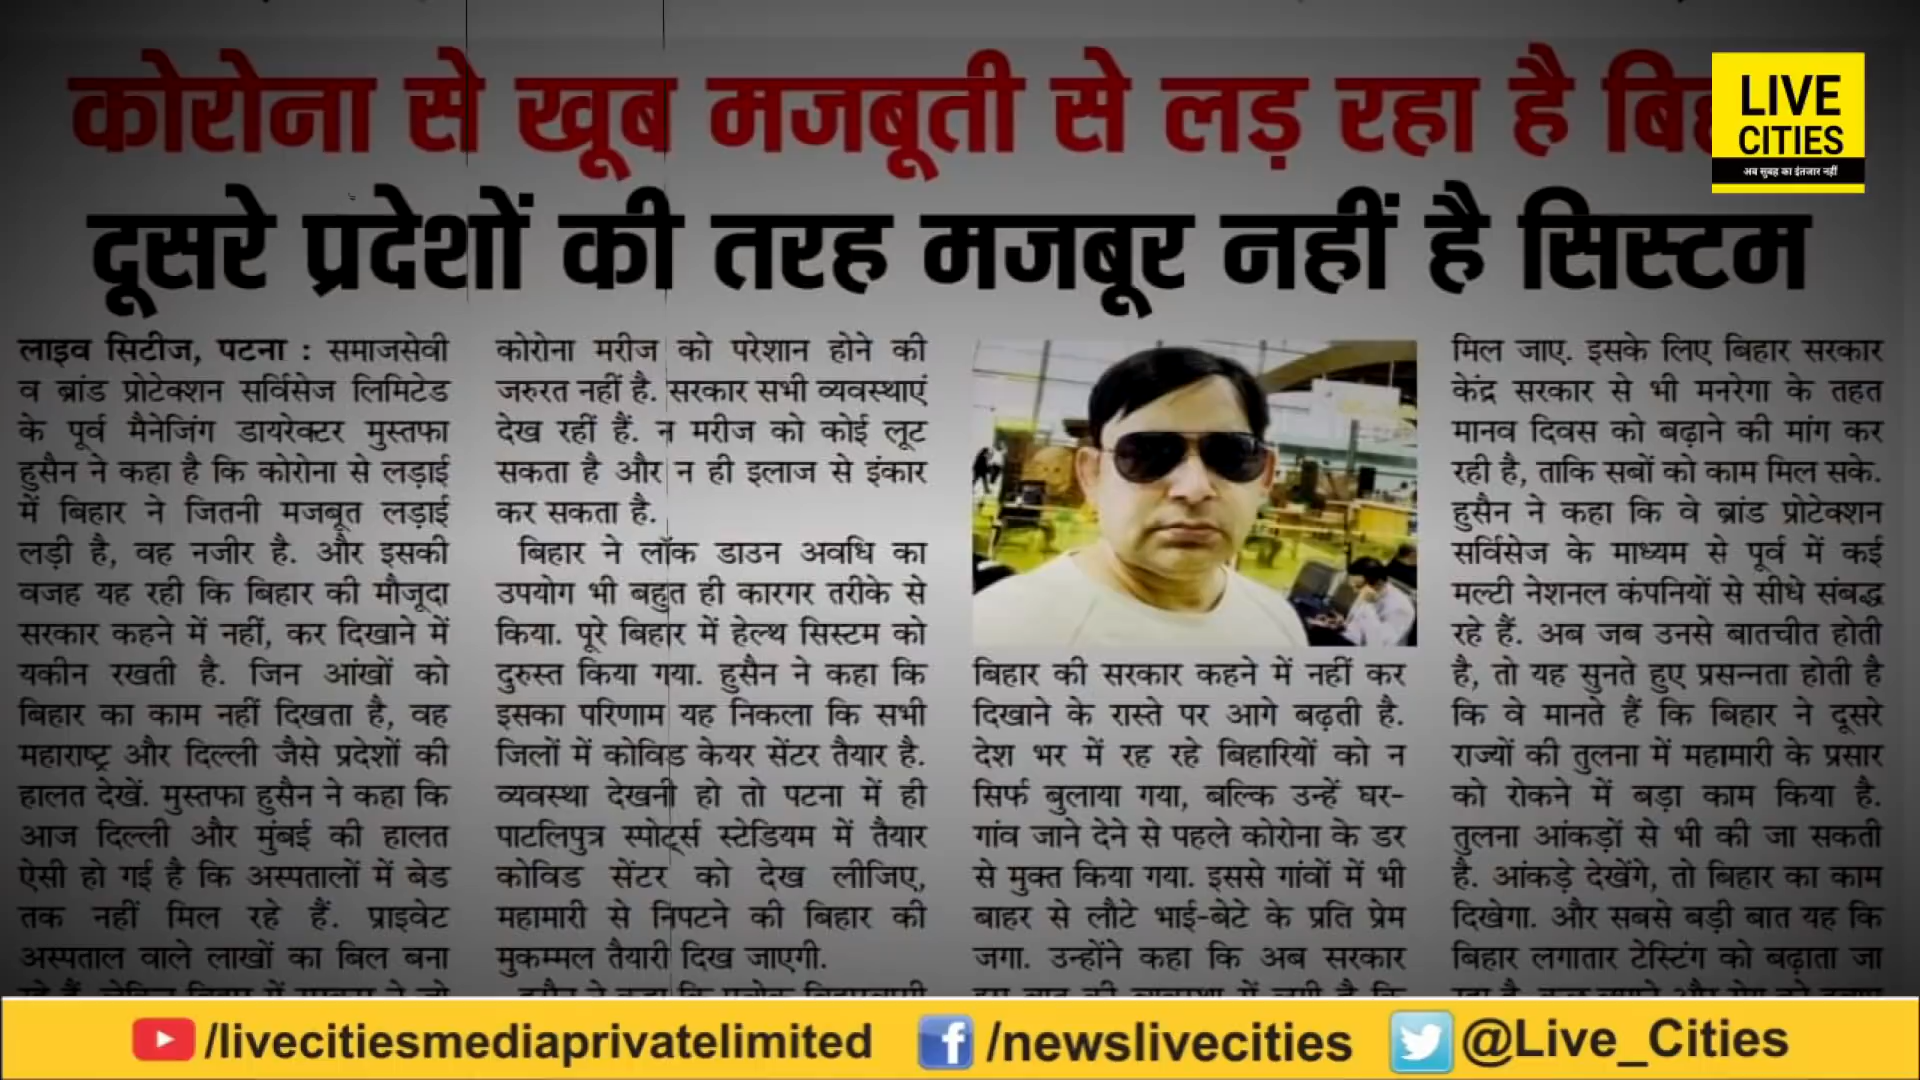 कोरोना से खूब मजबूती से लड़ रहा है
दूसरे प्रदेशों की तरह मजबूर नहीं है सिस्टम
LIVE
CITIES
अब सुबह का इंतजार नहीं
लाइव सिटीज, पटना : समाजसेवी
व ब्रांड प्रोटेक्शन सर्विसेज लिमिटेड
के पूर्व मैनेजिंग डायरेक्टर मुस्तफा
हुसैन ने कहा है कि कोरोना से लड़ाई
में बिहार ने जितनी मजबूत लड़ाई
लड़ी है, वह नजीर है. और इसकी
वजह यह रही कि बिहार की मौजूदा
सरकार कहने में नहीं, कर दिखाने में
यकीन रखती है. जिन आंखों को
बिहार का काम नहीं दिखता है, वह
महाराष्ट्र और दिल्ली जैसे प्रदेशों की
हालत देखें. मुस्तफा हुसैन ने कहा कि
आज दिल्ली और मुंबई की हालत
ऐसी हो गई है कि अस्पतालों में बेड
तक नहीं मिल रहे हैं. प्राइवेट
अस्पताल वाले लाखों का बिल बना
कोरोना मरीज को परेशान होने की
जरुरत नहीं है. सरकार सभी व्यवस्थाएं
देख रहीं हैं. न मरीज को कोई लूट
सकता है और न ही इलाज से इंकार
कर सकता है.
बिहार ने लॉक डाउन अवधि का
उपयोग भी बहुत ही कारगर तरीके से
किया. पूरे बिहार में हेल्थ सिस्टम को
दुरुस्त किया गया. हुसैन ने कहा कि
इसका परिणाम यह निकला कि सभी
जिलों में कोविड केयर सेंटर तैयार है.
व्यवस्था देखनी हो तो पटना में ही
पाटलिपुत्र स्पोर्ट्स स्टेडियम में तैयार
कोविड सेंटर को देख लीजिए,
महामारी से निपटने की बिहार की
मुकम्मल तैयारी दिख जाएगी.
बिहार की सरकार कहने में नहीं कर
दिखाने के रास्ते पर आगे बढ़ती है.
देश भर में रह रहे बिहारियों को न
सिर्फ बुलाया गया, बल्कि उन्हें घर-
गांव जाने देने से पहले कोरोना के डर
से मुक्त किया गया. इससे गांवों में भी
बाहर से लौटे भाई-बेटे के प्रति प्रेम
जगा. उन्होंने कहा कि अब सरकार
मिल जाए. इसके लिए बिहार सरकार
केंद्र सरकार से भी मनरेगा के तहत
मानव दिवस को बढ़ाने की मांग कर
रही है, ताकि सबों को काम मिल सके.
हुसैन ने कहा कि वे ब्रांड प्रोटेक्शन
सर्विसेज के माध्यम से पूर्व में कई
मल्टी नेशनल कंपनियों से सीधे संबद्ध
रहे हैं. अब जब उनसे बातचीत होती
है, तो यह सुनते हुए प्रसन्नता होती है
कि वे मानते हैं कि बिहार ने दूसरे
राज्यों की तुलना में महामारी के प्रसार
को रोकने में बड़ा काम किया है.
तुलना आंकड़ों से भी की जा सकती
है. आंकड़े देखेंगे, तो बिहार का काम
दिखेगा. और सबसे बड़ी बात यह कि
बिहार लगातार टेस्टिंग को बढ़ाता जा
/livecitiesmediaprivatelimited
/newslivecities
@Live_Cities